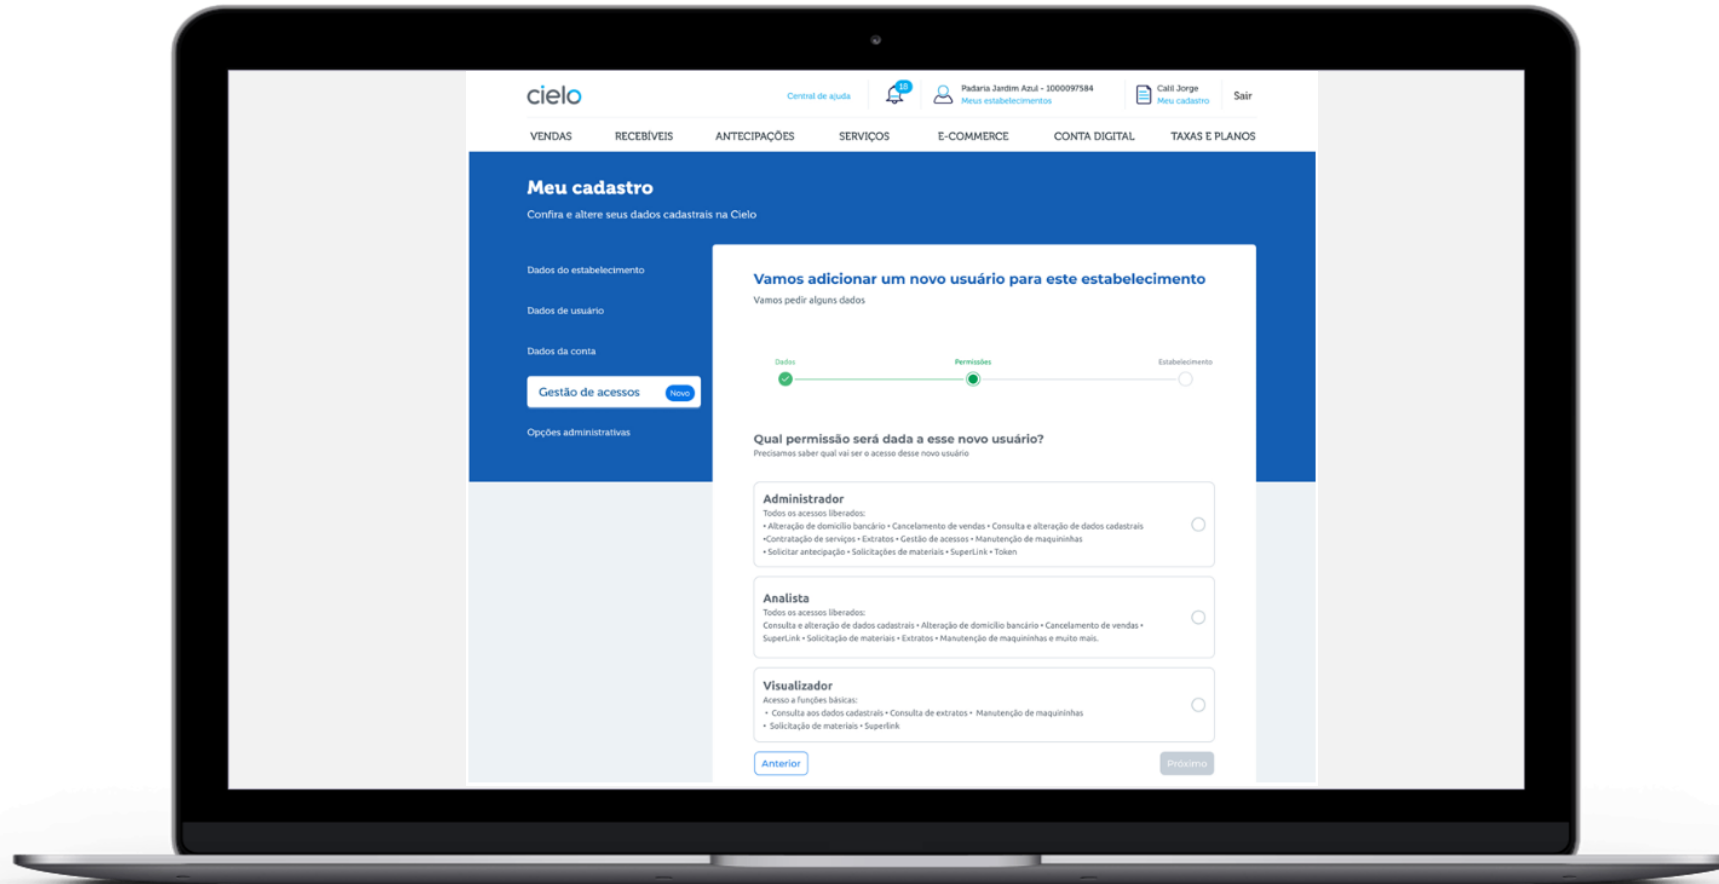 cielo
Central de ajuda
18
Padaria Jardim Azul - 1000097584
Meus estabelecimentos
Calil Jorge
Meu cadastro
Sair
VENDAS RECEBÍVEIS ANTECIPAÇÕES SERVIÇOS E-COMMERCE CONTA DIGITAL TAXAS E PLANOS
Meu cadastro
Confira e altere seus dados cadastrais na Cielo
Dados do estabelecimento
Dados de usuário
Dados da conta
Gestão de acessos Novo
Opções administrativas
Vamos adicionar um novo usuário para este estabelecimento
Vamos pedir alguns dados
Dados Permissões Estabelecimento
Qual permissão será dada a esse novo usuário?
Precisamos saber qual vai ser o acesso desse novo usuário
Administrador
Todos os acessos liberados:
• Alteração de domicílio bancário • Cancelamento de vendas • Consulta e alteração de dados cadastrais
•Contratação de serviços • Extratos • Gestão de acessos • Manutenção de maquininhas
• Solicitar antecipação • Solicitações de materiais • SuperLink • Token
Analista
Todos os acessos liberados:
Consulta e alteração de dados cadastrais • Alteração de domicílio bancário • Cancelamento de vendas •
SuperLink • Solicitação de materiais • Extratos • Manutenção de maquininhas e muito mais.
Visualizador
Acesso a funções básicas:
• Consulta aos dados cadastrais • Consulta de extratos • Manutenção de maquininhas
• Solicitação de materiais • Superlink
Anterior Próximo